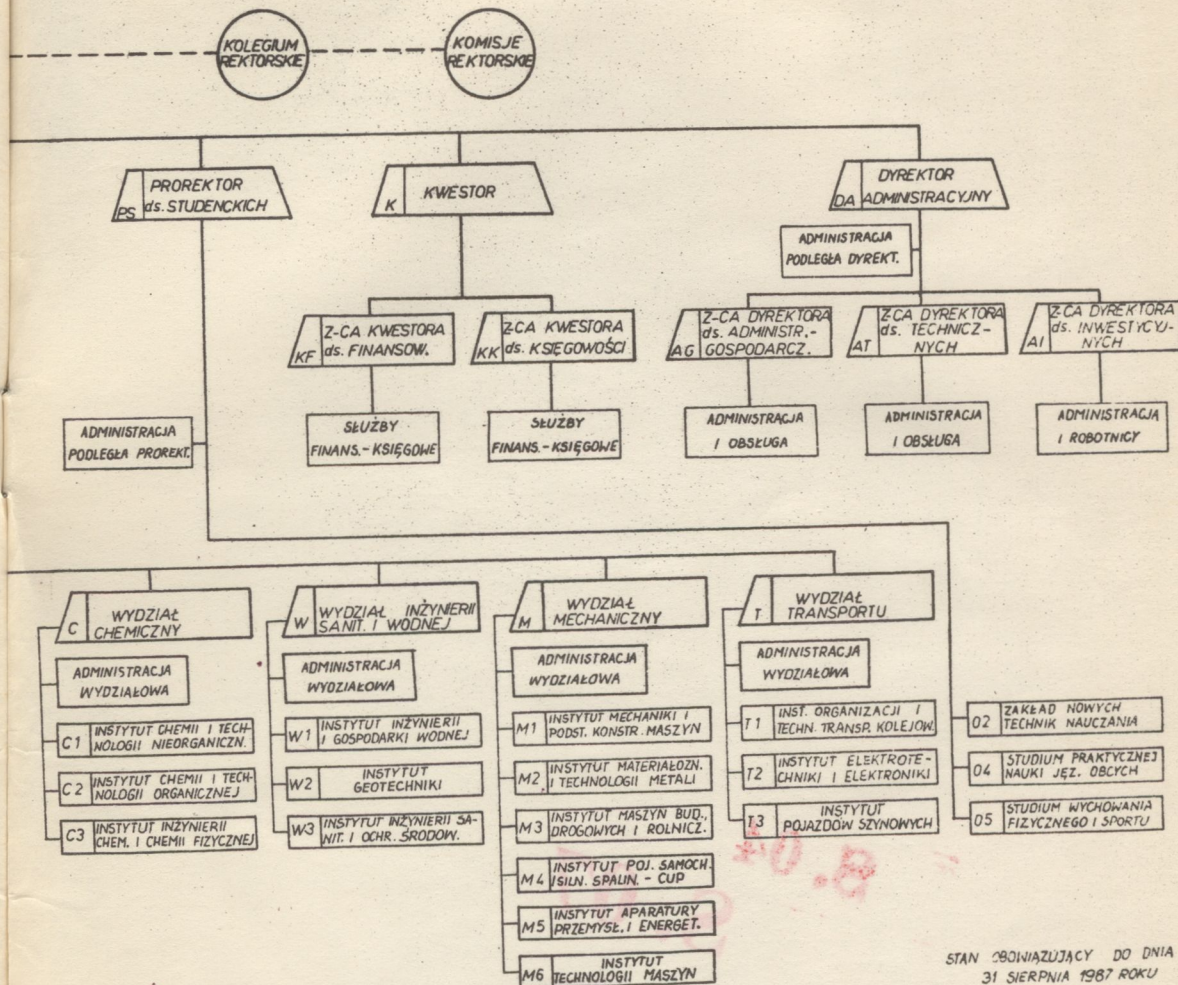 KOLEGIUM
REKTORSKIE
KOMISJE
REKTORSKIE
PS
PROREKTOR
ds. STUDENCKICH
K
KWESTOR
DA
DYREKTOR
ADMINISTRACYJNY
ADMINISTRACJA
PODLEGŁA DYREKT.
KF
Z-CA KWESTORA
ds. FINANSOW.
KK
Z-CA KWESTORA
ds. KSIĘGOWOŚCI
AG
Z-CA DYREKTORA
ds. ADMINISTR.-
GOSPODARCZ.
AT
Z-CA DYREKTORA
ds. TECHNICZ-
NYCH
AI
Z-CA DYREKTORA
ds. INWESTYCYJ-
NYCH
ADMINISTRACJA
PODLEGŁA PROREKT.
SŁUŻBY
FINANS.-KSIĘGOWE
SŁUŻBY
FINANS.-KSIĘGOWE
ADMINISTRACJA
I OBSŁUGA
ADMINISTRACJA
I OBSŁUGA
ADMINISTRACJA
I ROBOTNICY
C
WYDZIAŁ
CHEMICZNY
ADMINISTRACJA
WYDZIAŁOWA
C1 INSTYTUT CHEMII I TECH-
NOLOGII NIEORGANICZN.
C2 INSTYTUT CHEMII I TECH-
NOLOGII ORGANICZNEJ
C3 INSTYTUT INŻYNIERII
CHEM. I CHEMII FIZYCZNEJ
W
WYDZIAŁ INŻYNIERII
SANIT. I WODNEJ
ADMINISTRACJA
WYDZIAŁOWA
W1 INSTYTUT INŻYNIERII
I GOSPODARKI WODNEJ
W2 INSTYTUT
GEOTECHNIKI
W3 INSTYTUT INŻYNIERII SA-
NIT. I OCHR. ŚRODOW.
M
WYDZIAŁ
MECHANICZNY
ADMINISTRACJA
WYDZIAŁOWA
M1 INSTYTUT MECHANIKI I
PODST. KONSTR. MASZYN
M2 INSTYTUT MATERIAŁOZN.
I TECHNOLOGII METALI
M3 INSTYTUT MASZYN BUD.,
DROGOWYCH I ROLNICZ.
M4 INSTYTUT POJ. SAMOCH.
I SILN. SPALIN. - CUP
M5 INSTYTUT APARATURY
PRZEMYSŁ. I ENERGET.
M6 INSTYTUT
TECHNOLOGII MASZYN
T
WYDZIAŁ
TRANSPORTU
ADMINISTRACJA
WYDZIAŁOWA
T1 INST. ORGANIZACJI I
TECHN. TRANSP. KOLEJOW.
T2 INSTYTUT ELEKTROTE-
CHNIKI I ELEKTRONIKI
T3 INSTYTUT
POJAZDÓW SZYNOWYCH
02 ZAKŁAD NOWYCH
TECHNIK NAUCZANIA
04 STUDIUM PRAKTYCZNEJ
NAUKI JĘZ. OBCYCH
05 STUDIUM WYCHOWANIA
FIZYCZNEGO I SPORTU
STAN OBOWIĄZUJĄCY DO DNIA
31 SIERPNIA 1987 ROKU